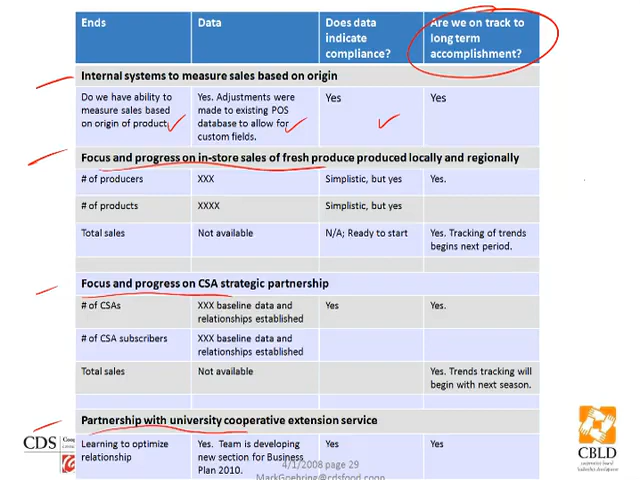 Ends Data Does data indicate compliance? Are we on track to long term accomplishment?
Internal systems to measure sales based on origin
Do we have ability to measure sales based on origin of product. Yes. Adjustments were made to existing POS database to allow for custom fields. Yes Yes
Focus and progress on in-store sales of fresh produce produced locally and regionally
# of producers XXX Simplistic, but yes Yes.
# of products XXXX Simplistic, but yes
Total sales Not available N/A; Ready to start Yes. Tracking of trends begins next period.
Focus and progress on CSA strategic partnership
# of CSAs XXX baseline data and relationships established Yes Yes.
# of CSA subscribers XXX baseline data and relationships established
Total sales Not available Yes. Trends tracking will begin with next season.
Partnership with university cooperative extension service
Learning to optimize relationship Yes. Team is developing new section for Business Plan 2010. Yes Yes
CDS
4/1/2008 page 29
MarkGoehring@cdsfood.coop
CBLD
cooperative board
leadership development